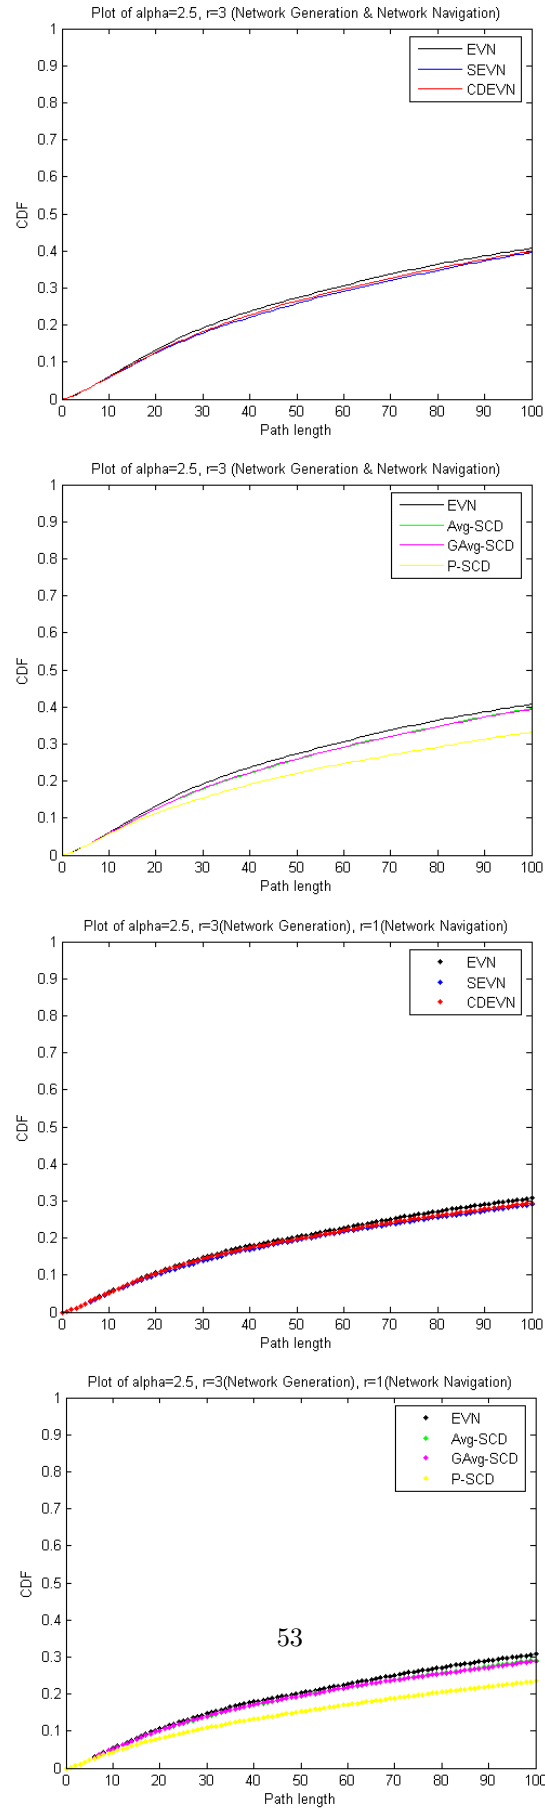 Plot of alpha=2.5, r=3 (Network Generation & Network Navigation)
1
0.9
0.8
0.7
0.6
0.5
0.4
0.3
0.2
0.1
0
CDF
EVN
SEVN
CDEVN
0 10 20 30 40 50 60 70 80 90 100
Path length
Plot of alpha=2.5, r=3 (Network Generation & Network Navigation)
1
0.9
0.8
0.7
0.6
0.5
0.4
0.3
0.2
0.1
0
CDF
EVN
Avg-SCD
GAvg-SCD
P-SCD
0 10 20 30 40 50 60 70 80 90 100
Path length
Plot of alpha=2.5, r=3(Network Generation), r=1(Network Navigation)
1
0.9
0.8
0.7
0.6
0.5
0.4
0.3
0.2
0.1
0
CDF
EVN
SEVN
CDEVN
0 10 20 30 40 50 60 70 80 90 100
Path length
Plot of alpha=2.5, r=3(Network Generation), r=1(Network Navigation)
1
0.9
0.8
0.7
0.6
0.5
0.4
0.3
0.2
0.1
0
CDF
EVN
Avg-SCD
GAvg-SCD
P-SCD
53
0 10 20 30 40 50 60 70 80 90 100
Path length